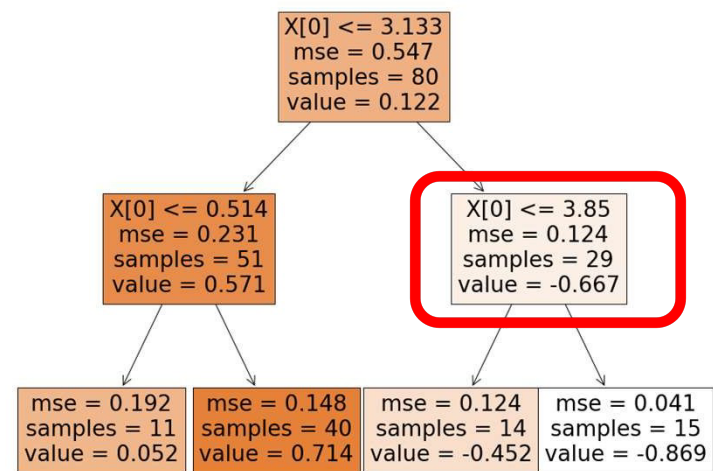 X[0] <= 3.133
mse = 0.547
samples = 80
value = 0.122
X[0] <= 0.514
mse = 0.231
samples = 51
value = 0.571
X[0] <= 3.85
mse = 0.124
samples = 29
value = -0.667
mse = 0.192
samples = 11
value = 0.052
mse = 0.148
samples = 40
value = 0.714
mse = 0.124
samples = 14
value = -0.452
mse = 0.041
samples = 15
value = -0.869